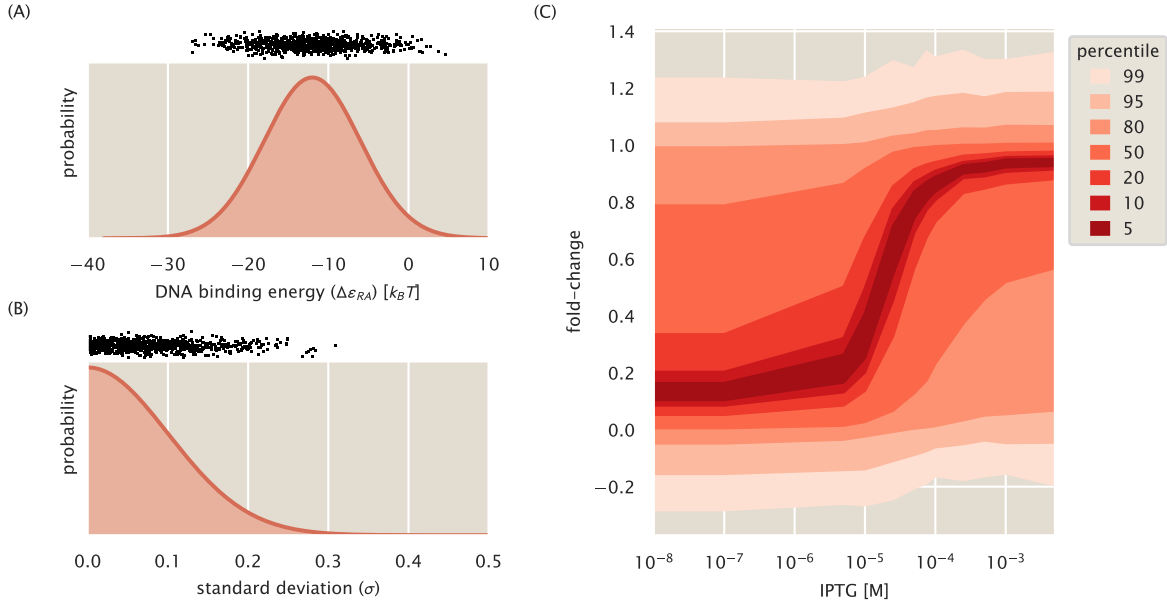 (A)
probability
−40 −30 −20 −10 0 10
DNA binding energy (Δε_RA) [k_BT]
(B)
probability
0.0 0.1 0.2 0.3 0.4 0.5
standard deviation (σ)
(C)
fold−change
1.4
1.2
1.0
0.8
0.6
0.4
0.2
0.0
−0.2
10⁻⁸ 10⁻⁷ 10⁻⁶ 10⁻⁵ 10⁻⁴ 10⁻³
IPTG [M]
percentile
99
95
80
50
20
10
5